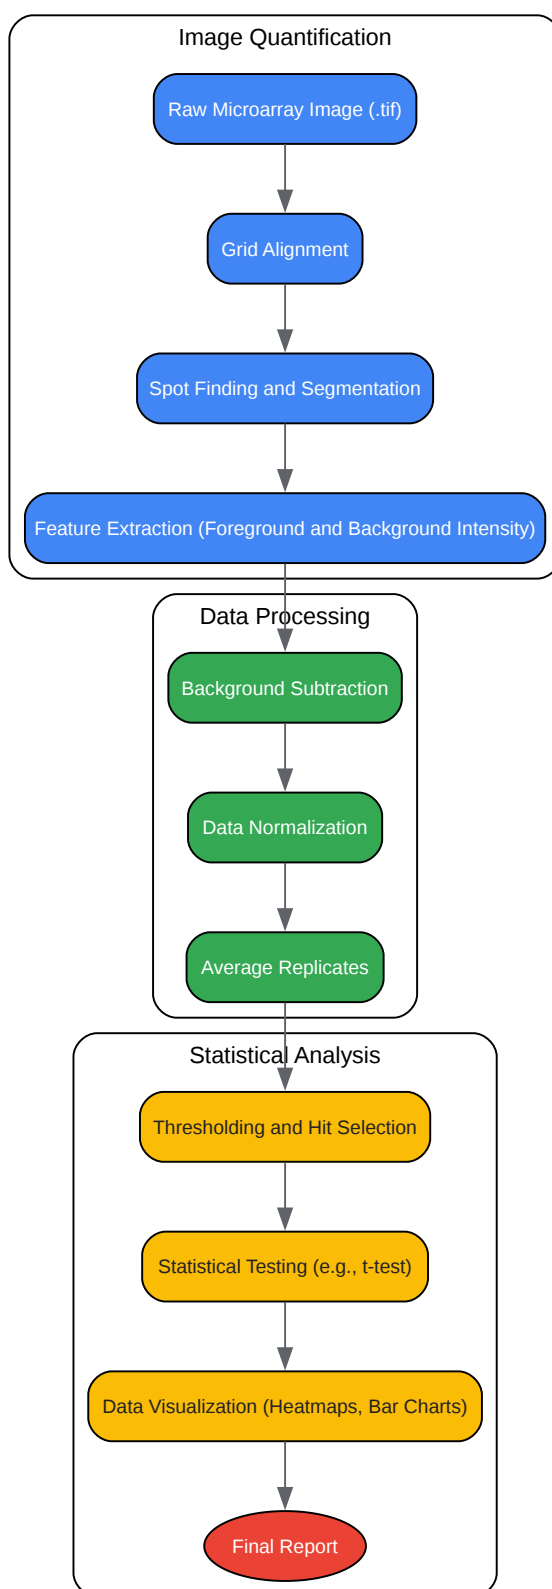 Image Quantification
Raw Microarray Image (.tif)
Grid Alignment
Spot Finding and Segmentation
Feature Extraction (Foreground and Background Intensity)
Data Processing
Background Subtraction
Data Normalization
Average Replicates
Statistical Analysis
Thresholding and Hit Selection
Statistical Testing (e.g., t-test)
Data Visualization (Heatmaps, Bar Charts)
Final Report